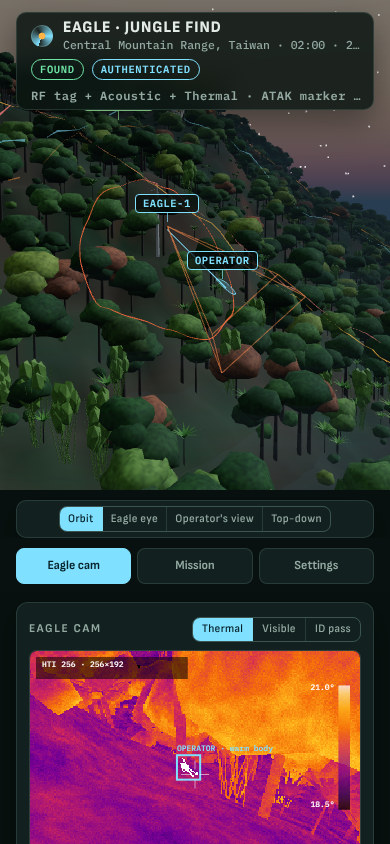 EAGLE · JUNGLE FIND
Central Mountain Range, Taiwan · 02:00 · 2…
FOUND
AUTHENTICATED
RF tag + Acoustic + Thermal · ATAK marker …
EAGLE-1
OPERATOR
Orbit
Eagle eye
Operator's view
Top-down
Eagle cam
Mission
Settings
EAGLE CAM
Thermal
Visible
ID pass
HTI 256 · 256×192
21.0°
OPERATOR · warm body
18.5°